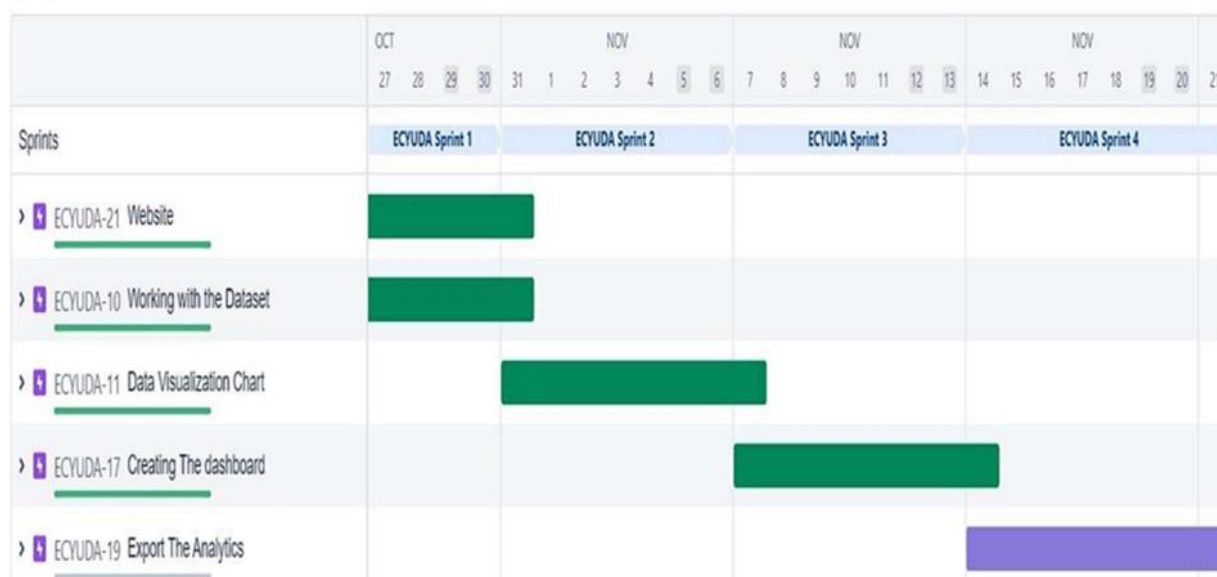 OCT NOV NOV NOV
27 28 29 30 31 1 2 3 4 5 6 7 8 9 10 11 12 13 14 15 16 17 18 19 20
Sprints ECYUDA Sprint 1 ECYUDA Sprint 2 ECYUDA Sprint 3 ECYUDA Sprint 4
ECYUDA-21 Website
ECYUDA-10 Working with the Dataset
ECYUDA-11 Data Visualization Chart
ECYUDA-17 Creating The dashboard
ECYUDA-19 Export The Analytics